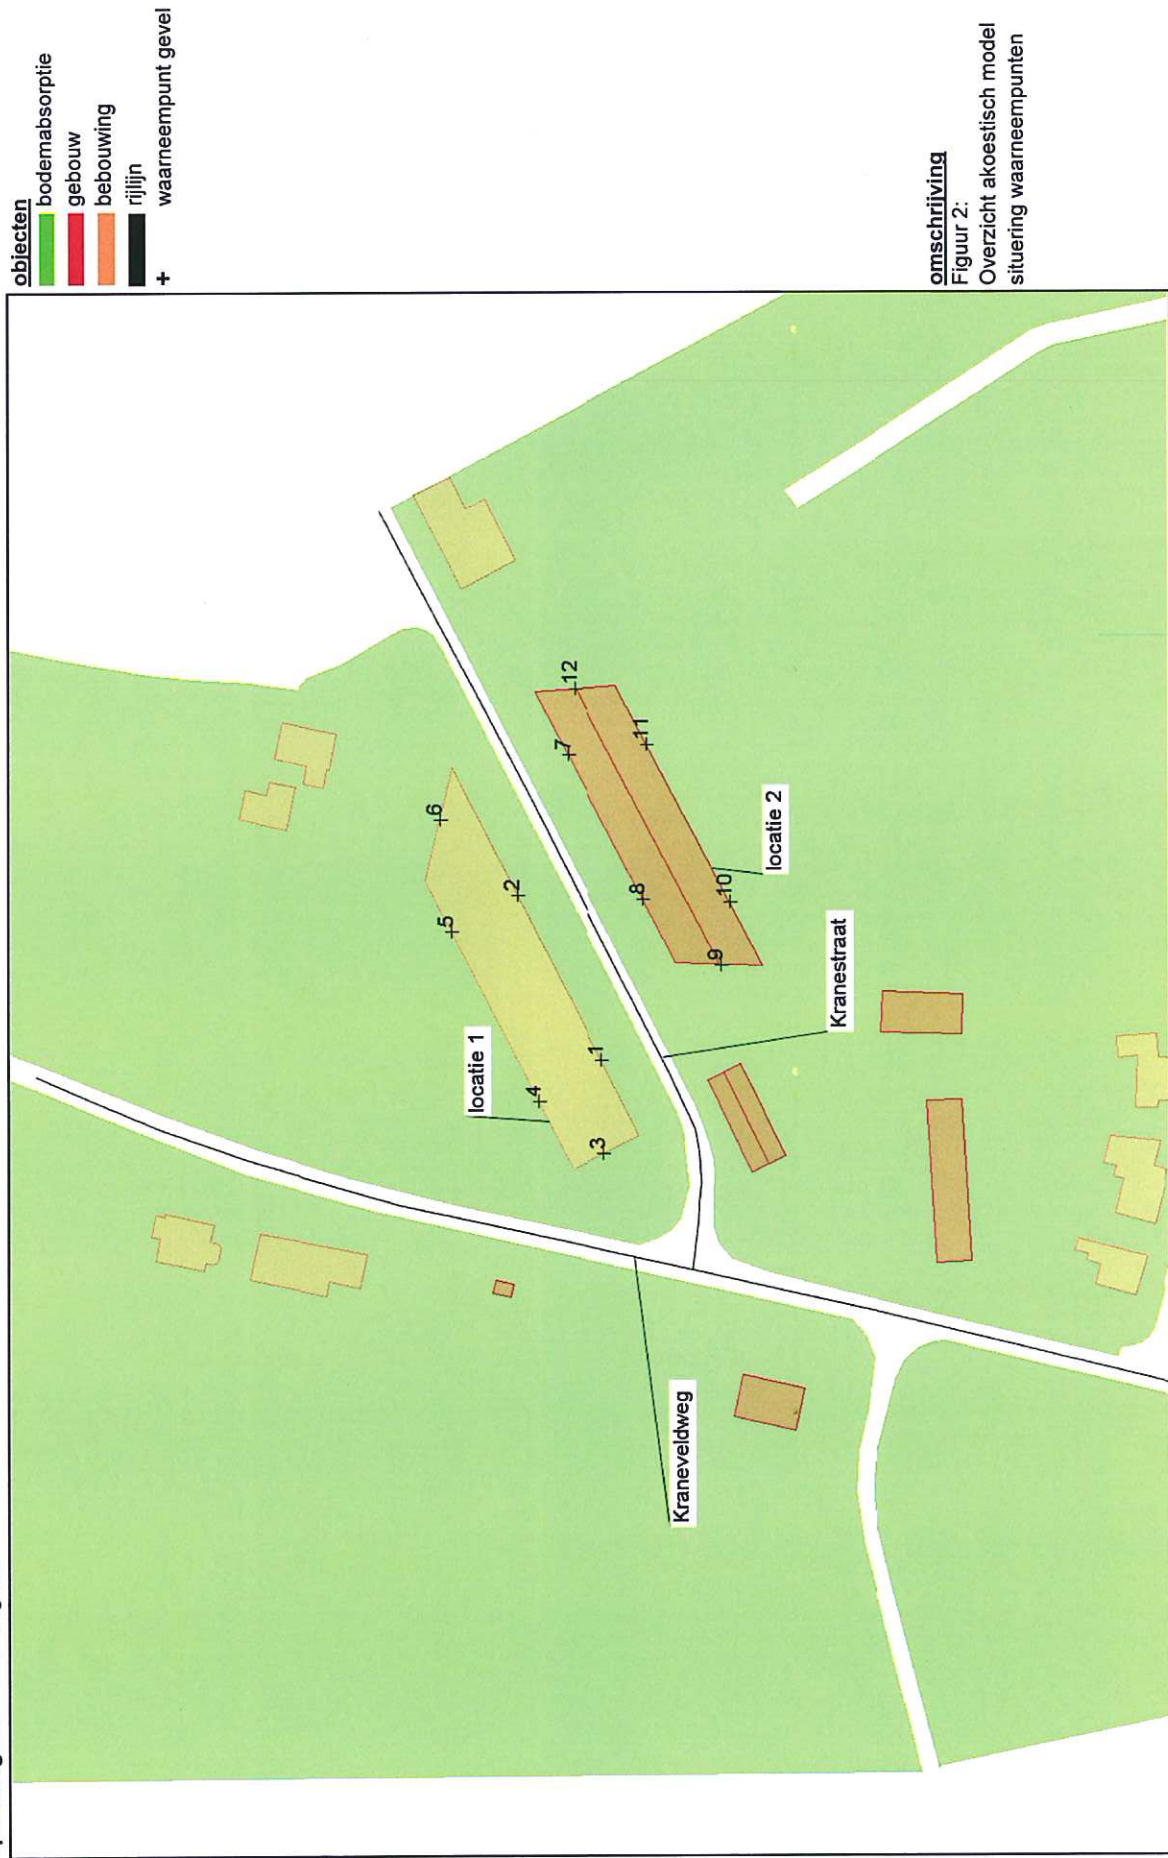 objecten
bodemabsorptie
gebouw
bebouwing
rijlijn
+ waarneempunt gevel
omschrijving
Figuur 2:
Overzicht akoestisch model
situering waarneempunten
Kraneveldweg
locatie 1
3
4
1
5
2
6
Kranestraat
locatie 2
9
8
10
7
11
12